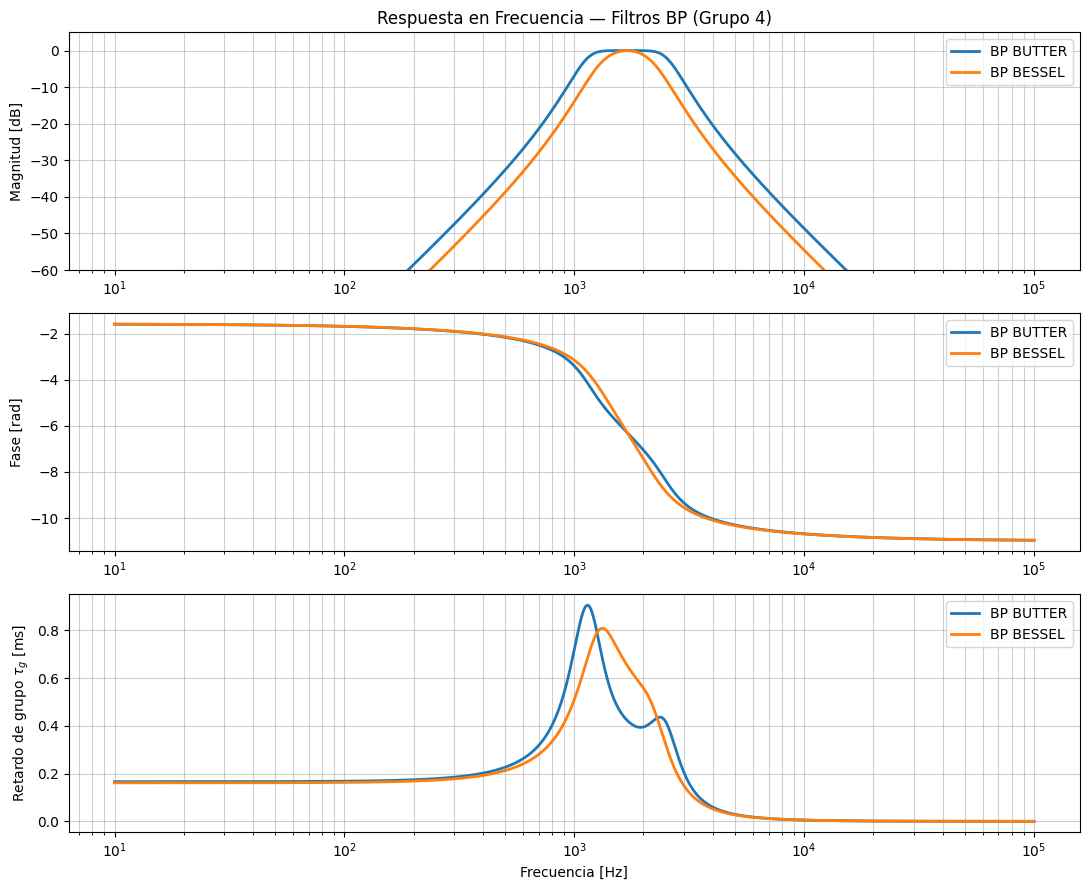 Respuesta en Frecuencia — Filtros BP (Grupo 4)
Magnitud [dB]
0
−10
−20
−30
−40
−50
−60
BP BUTTER
BP BESSEL
10¹ 10² 10³ 10⁴ 10⁵
Fase [rad]
−2
−4
−6
−8
−10
BP BUTTER
BP BESSEL
10¹ 10² 10³ 10⁴ 10⁵
Retardo de grupo τg [ms]
0.8
0.6
0.4
0.2
0.0
BP BUTTER
BP BESSEL
10¹ 10² 10³ 10⁴ 10⁵
Frecuencia [Hz]